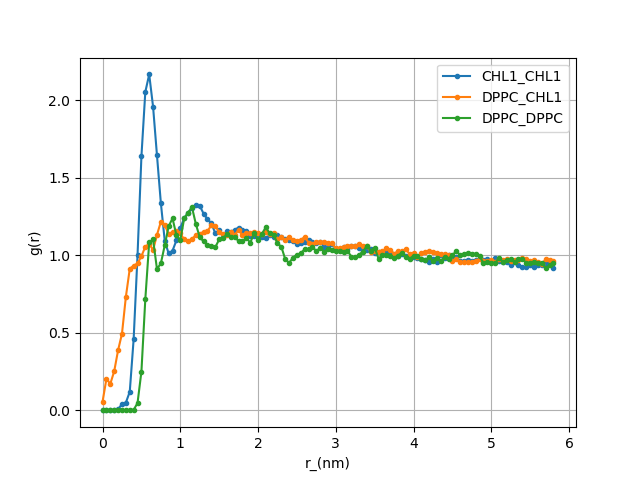 CHL1_CHL1
DPPC_CHL1
DPPC_DPPC
2.0
1.5
1.0
0.5
0.0
g(r)
0 1 2 3 4 5 6
r_(nm)